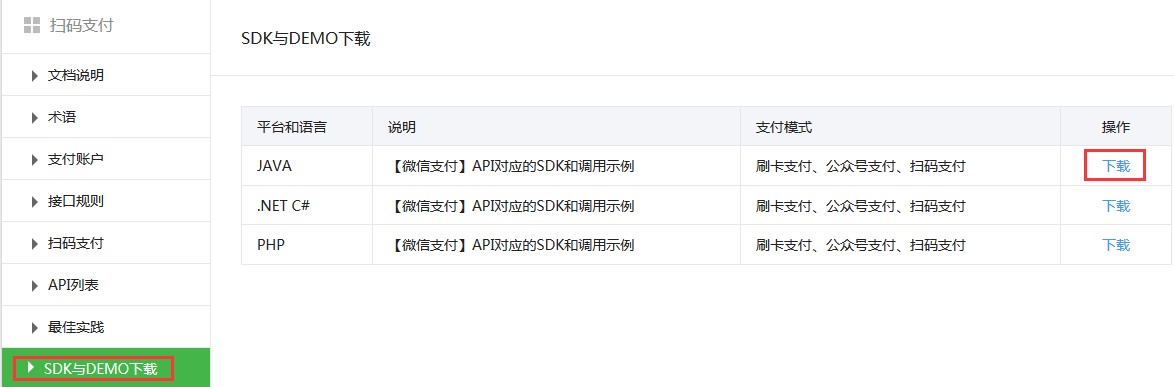 扫码支付
文档说明
术语
支付账户
接口规则
扫码支付
API列表
最佳实践
SDK与DEMO下载
SDK与DEMO下载
平台和语言 说明 支付模式 操作
JAVA 【微信支付】API对应的SDK和调用示例 刷卡支付、公众号支付、扫码支付 下载
.NET C# 【微信支付】API对应的SDK和调用示例 刷卡支付、公众号支付、扫码支付 下载
PHP 【微信支付】API对应的SDK和调用示例 刷卡支付、公众号支付、扫码支付 下载